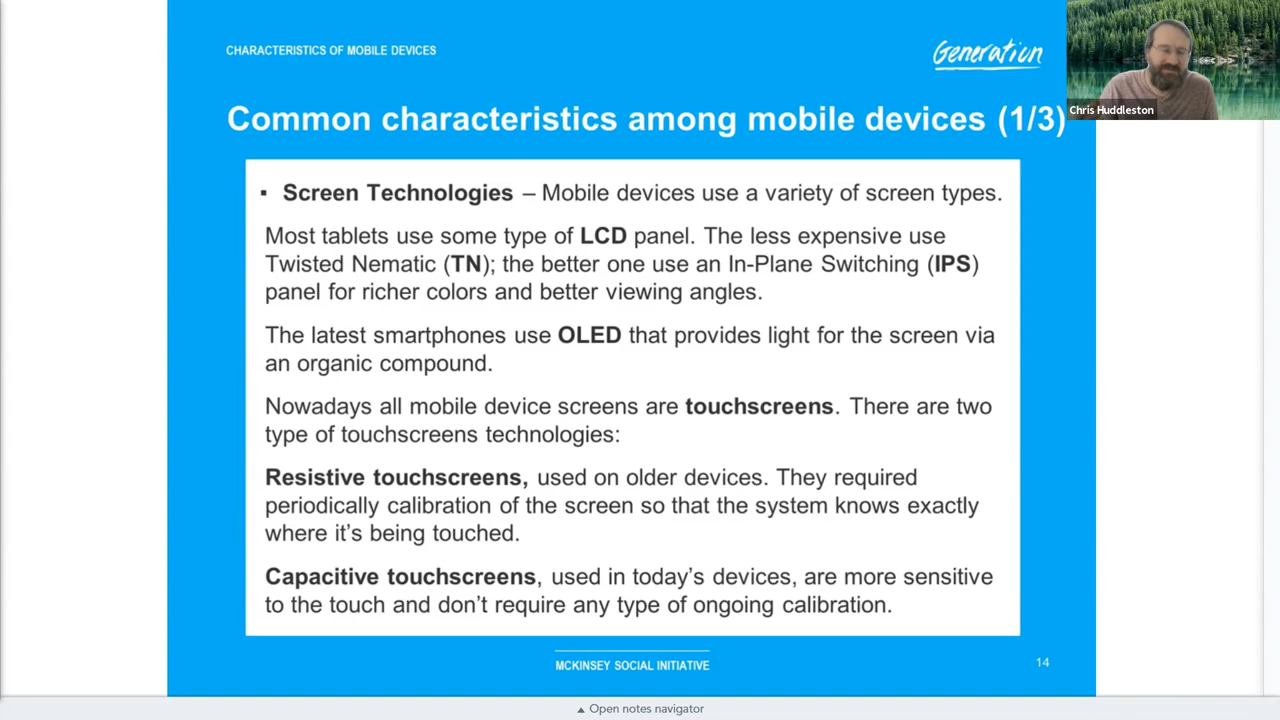 CHARACTERISTICS OF MOBILE DEVICES
Generation
Chris Huddleston
Common characteristics among mobile devices (1/3)
▪ Screen Technologies – Mobile devices use a variety of screen types.
Most tablets use some type of LCD panel. The less expensive use
Twisted Nematic (TN); the better one use an In-Plane Switching (IPS)
panel for richer colors and better viewing angles.
The latest smartphones use OLED that provides light for the screen via
an organic compound.
Nowadays all mobile device screens are touchscreens. There are two
type of touchscreens technologies:
Resistive touchscreens, used on older devices. They required
periodically calibration of the screen so that the system knows exactly
where it’s being touched.
Capacitive touchscreens, used in today’s devices, are more sensitive
to the touch and don’t require any type of ongoing calibration.
MCKINSEY SOCIAL INITIATIVE
14
▲ Open notes navigator